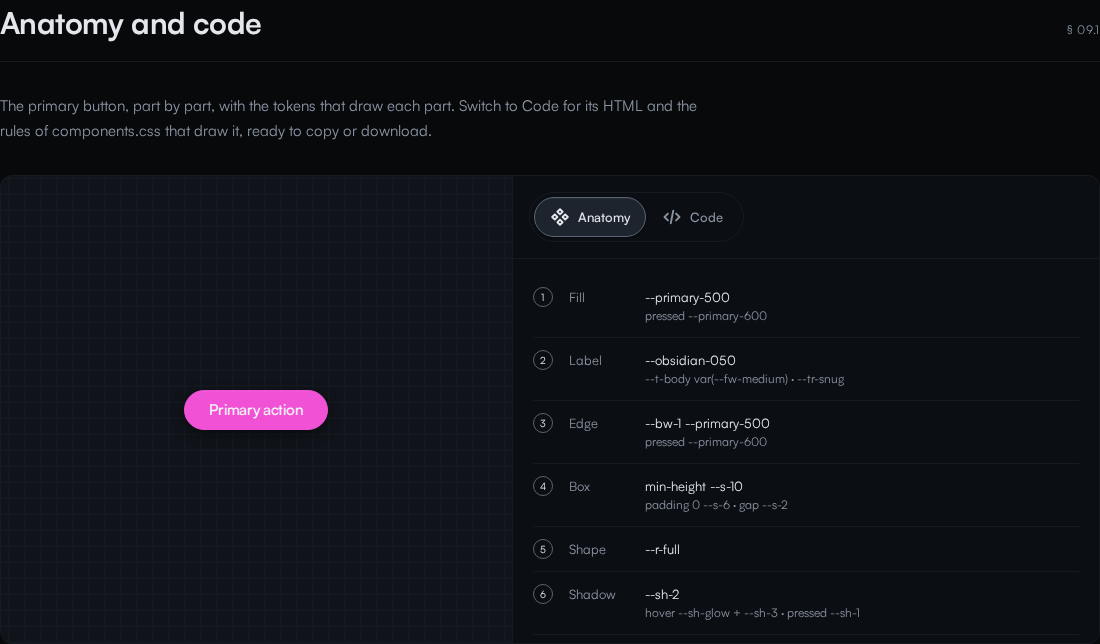 Anatomy and code
§ 09.1
The primary button, part by part, with the tokens that draw each part. Switch to Code for its HTML and the
rules of components.css that draw it, ready to copy or download.
Anatomy
Code
Primary action
1 Fill --primary-500
pressed --primary-600
2 Label --obsidian-050
--t-body var(--fw-medium) · --tr-snug
3 Edge --bw-1 --primary-500
pressed --primary-600
4 Box min-height --s-10
padding 0 --s-6 · gap --s-2
5 Shape --r-full
6 Shadow --sh-2
hover --sh-glow + --sh-3 · pressed --sh-1